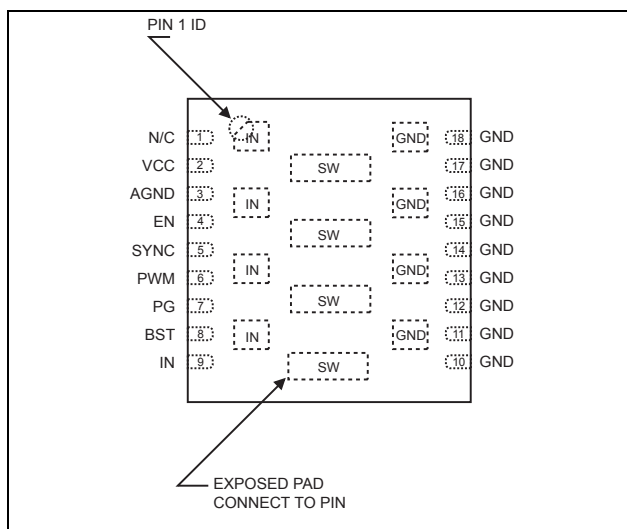 PIN 1 ID
N/C 1 IN GND 18 GND
VCC 2 SW 17 GND
AGND 3 IN GND 16 GND
EN 4 15 GND
SW
SYNC 5 14 GND
PWM 6 IN GND 13 GND
PG 7 SW 12 GND
BST 8 IN GND 11 GND
IN 9 SW 10 GND
EXPOSED PAD
CONNECT TO PIN